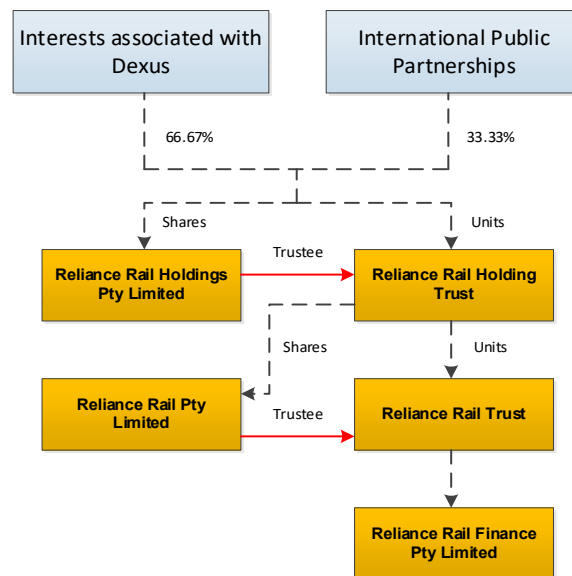 Interests associated with
Dexus
International Public
Partnerships
66.67%
33.33%
Shares
Units
Reliance Rail Holdings
Pty Limited
Trustee
Reliance Rail Holding
Trust
Shares
Units
Reliance Rail Pty
Limited
Trustee
Reliance Rail Trust
Reliance Rail Finance
Pty Limited